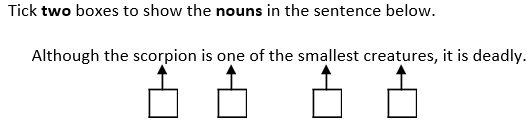 Tick two boxes to show the nouns in the sentence below.
Although the scorpion is one of the smallest creatures, it is deadly.